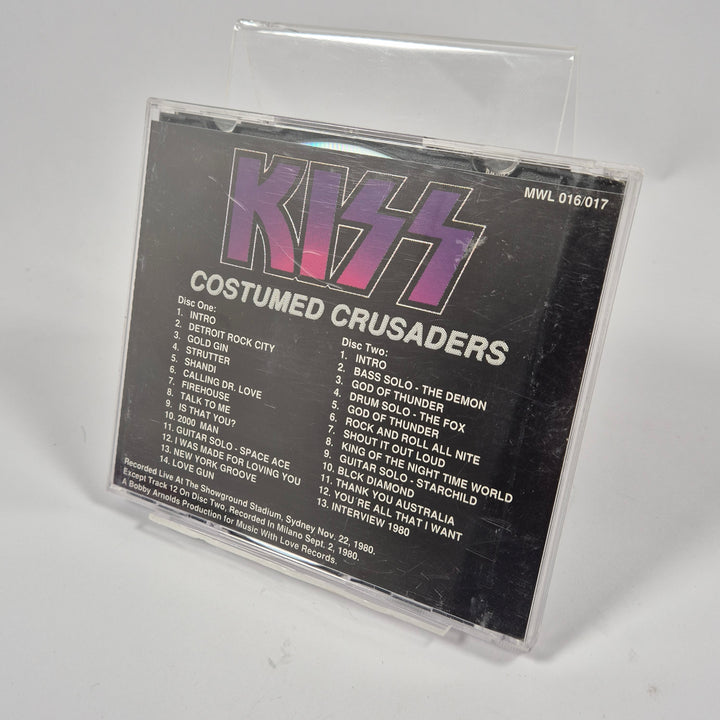 KISS
MWL 016/017
COSTUMED CRUSADERS
Disc One:
1. INTRO
2. DETROIT ROCK CITY
3. GOLD GIN
4. STRUTTER
5. SHANDI
6. CALLING DR. LOVE
7. FIREHOUSE
8. TALK TO ME
9. IS THAT YOU?
10. 2000 MAN
11. GUITAR SOLO - SPACE ACE
12. I WAS MADE FOR LOVING YOU
13. NEW YORK GROOVE
14. LOVE GUN
Disc Two:
1. INTRO
2. BASS SOLO - THE DEMON
3. GOD OF THUNDER
4. DRUM SOLO - THE FOX
5. GOD OF THUNDER
6. ROCK AND ROLL ALL NITE
7. SHOUT IT OUT LOUD
8. KING OF THE NIGHT TIME WORLD
9. GUITAR SOLO - STARCHILD
10. BLCK DIAMOND
11. THANK YOU AUSTRALIA
12. YOU RE ALL THAT I WANT
13. INTERVIEW 1980
Recorded Live At The Showground Stadium, Sydney Nov. 22, 1980.
Except Track 12 On Disc Two, Recorded in Milano Sept. 2, 1980.
A Bobby Arnolds Production for Music With Love Records.